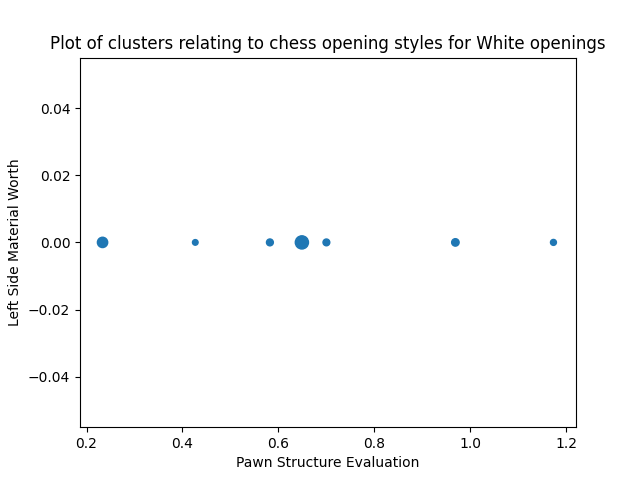 Plot of clusters relating to chess opening styles for White openings
0.04
0.02
0.00
−0.02
−0.04
Left Side Material Worth
0.2 0.4 0.6 0.8 1.0 1.2
Pawn Structure Evaluation